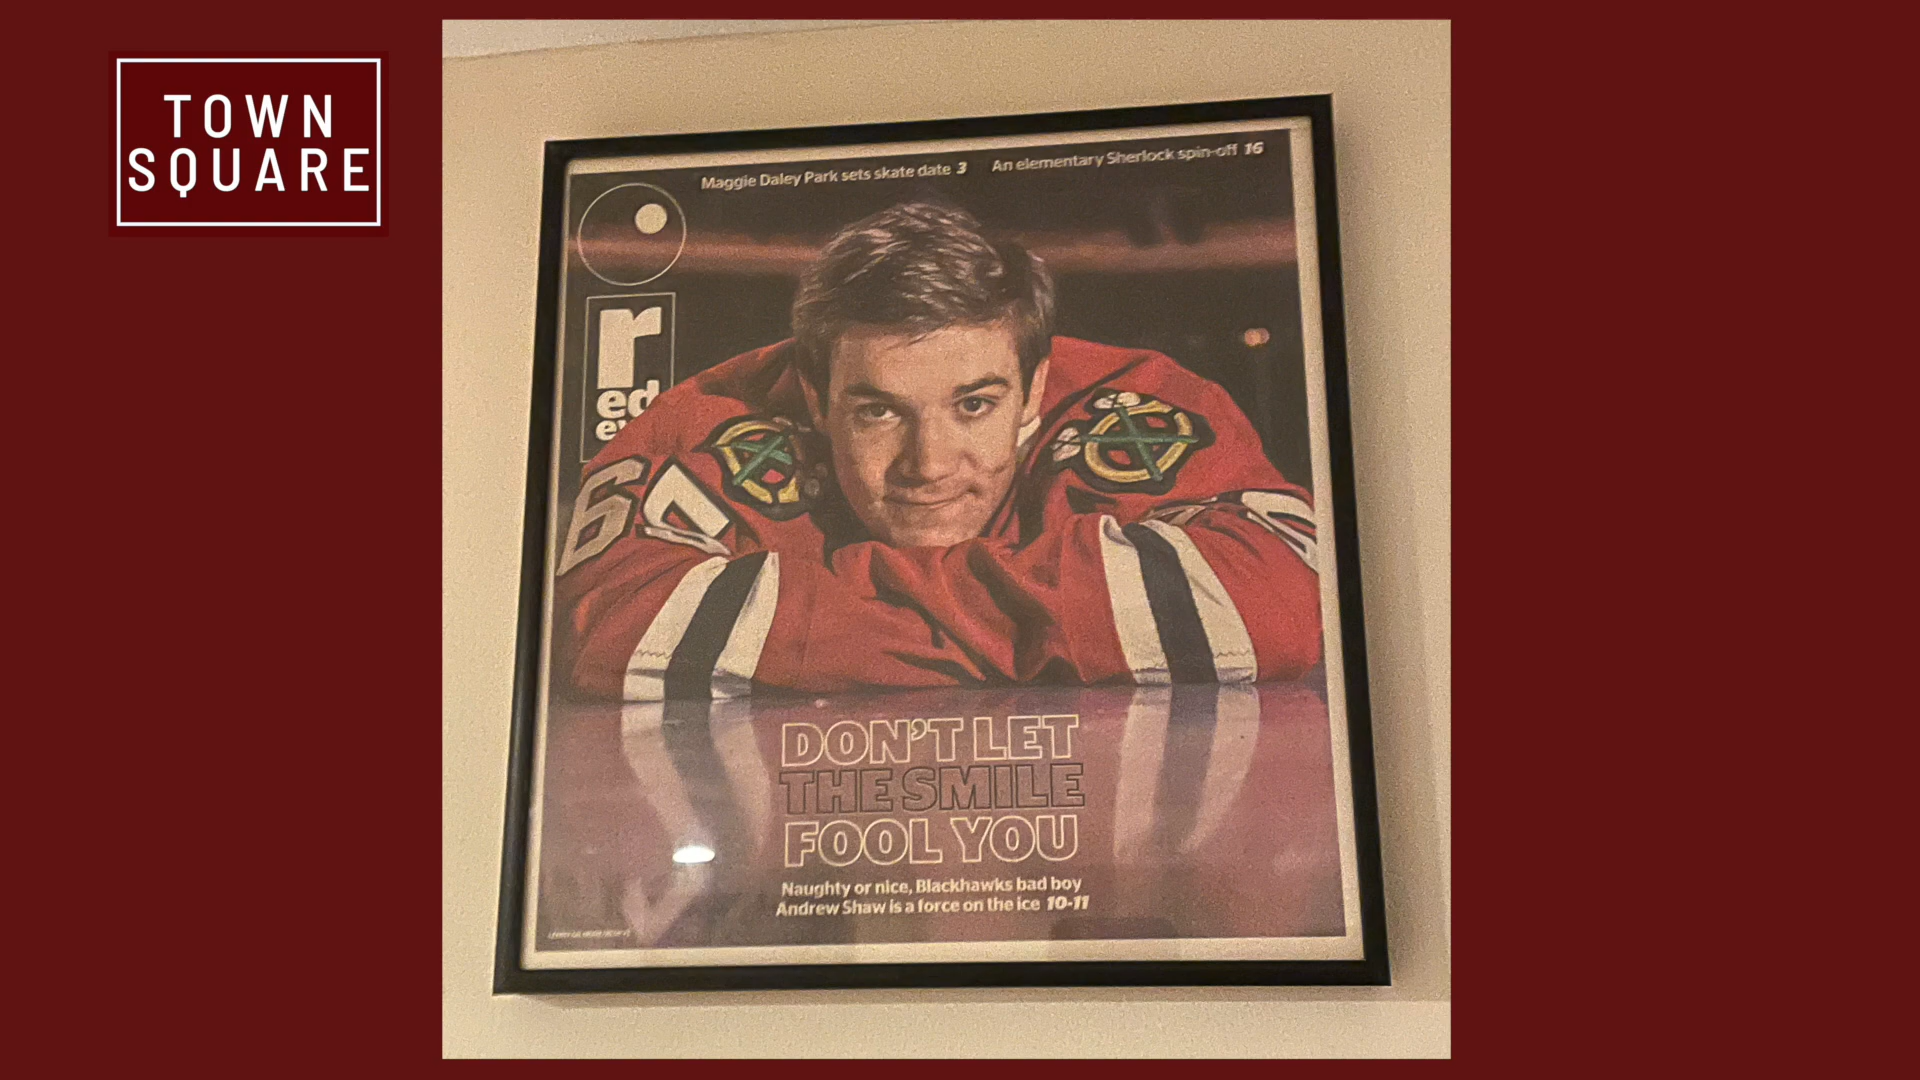 TOWN
SQUARE
Maggie Daley Park sets skate date 3 An elementary Sherlock spin-off 16
r
ed
e
DON'T LET
THE SMILE
FOOL YOU
Naughty or nice, Blackhawks bad boy
Andrew Shaw is a force on the ice 10-11